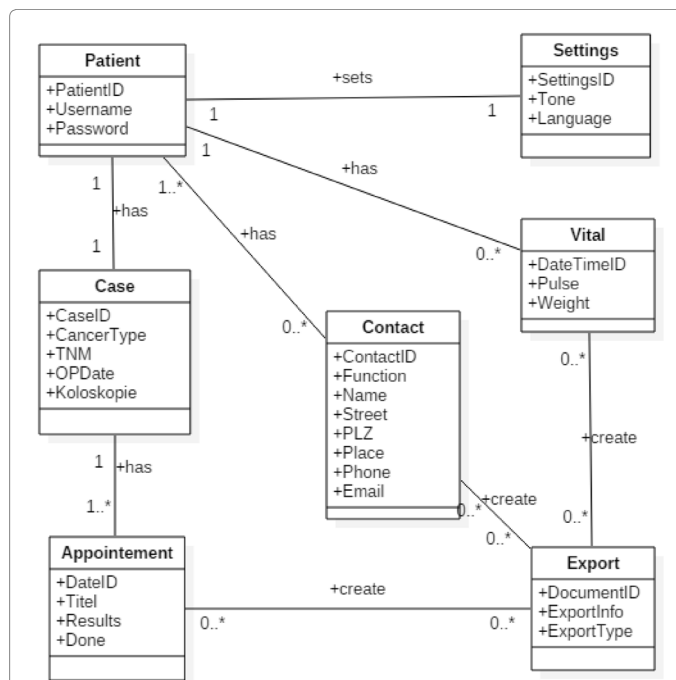 Patient
+PatientID
+Username
+Password
+sets
1
1
Settings
+SettingsID
+Tone
+Language
1
+has
0..*
Vital
+DateTimeID
+Pulse
+Weight
1
+has
1
1..*
+has
0..*
Case
+CaseID
+CancerType
+TNM
+OPDate
+Koloskopie
Contact
+ContactID
+Function
+Name
+Street
+PLZ
+Place
+Phone
+Email
0..*
+create
0..*
1
+has
1..*
+create
0..*
0..*
Appointement
+DateID
+Titel
+Results
+Done
+create
0..*
0..*
Export
+DocumentID
+ExportInfo
+ExportType